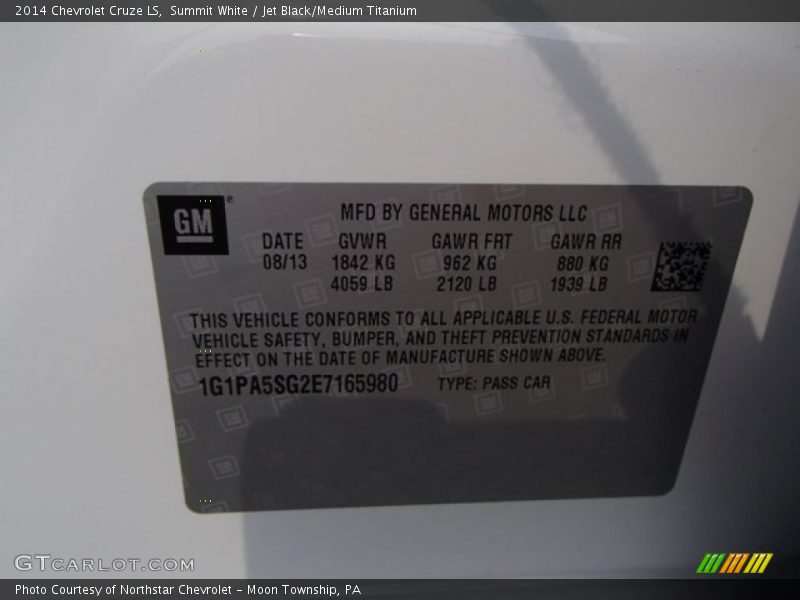 2014 Chevrolet Cruze LS,  Summit White / Jet Black/Medium Titanium
GM®
MFD BY GENERAL MOTORS LLC
DATE GVWR GAWR FRT GAWR RR
08/13 1842 KG 962 KG 880 KG
4059 LB 2120 LB 1939 LB
THIS VEHICLE CONFORMS TO ALL APPLICABLE U.S. FEDERAL MOTOR
VEHICLE SAFETY, BUMPER, AND THEFT PREVENTION STANDARDS IN
EFFECT ON THE DATE OF MANUFACTURE SHOWN ABOVE.
1G1PA5SG2E7165980 TYPE: PASS CAR
GTCARLOT.COM
Photo Courtesy of Northstar Chevrolet - Moon Township, PA